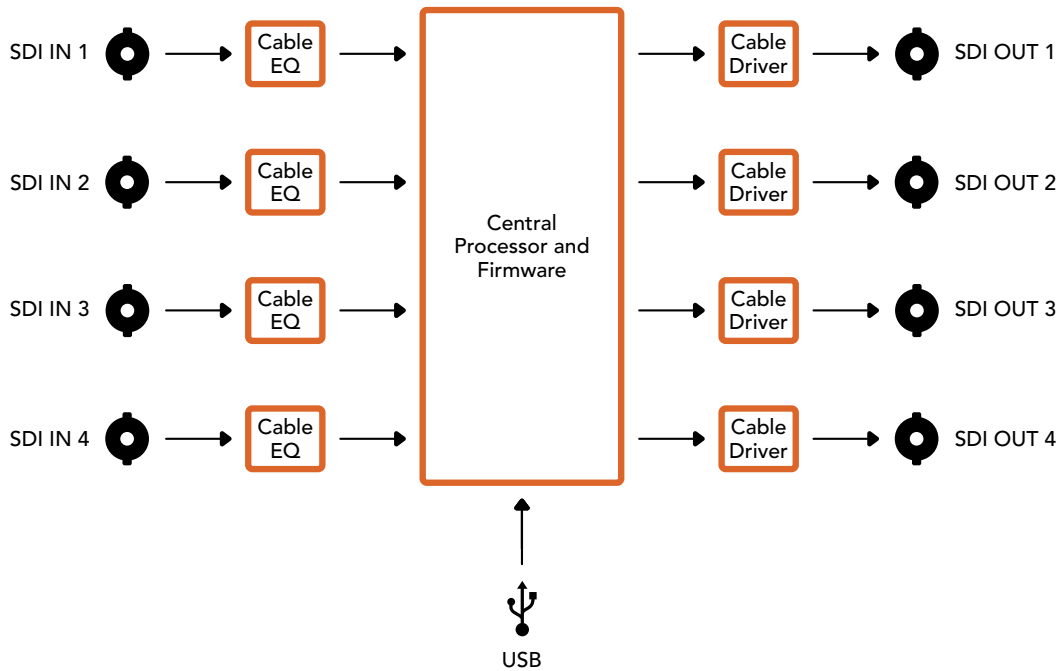 SDI IN 1
Cable
EQ
Cable
Driver
SDI OUT 1
SDI IN 2
Cable
EQ
Cable
Driver
SDI OUT 2
Central
Processor and
Firmware
SDI IN 3
Cable
EQ
Cable
Driver
SDI OUT 3
SDI IN 4
Cable
EQ
Cable
Driver
SDI OUT 4
USB